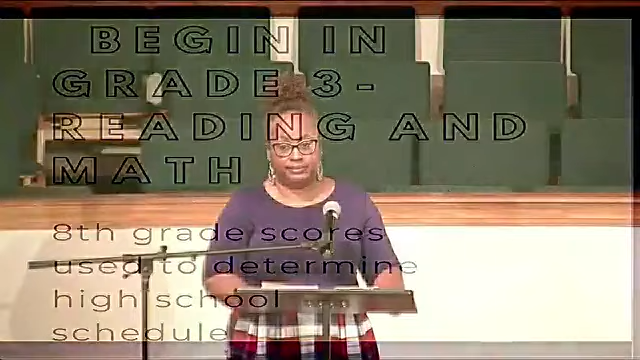 BEGIN IN
GRADE 3-
READING AND
MATH
8th grade scores
used to determine
high school
schedule